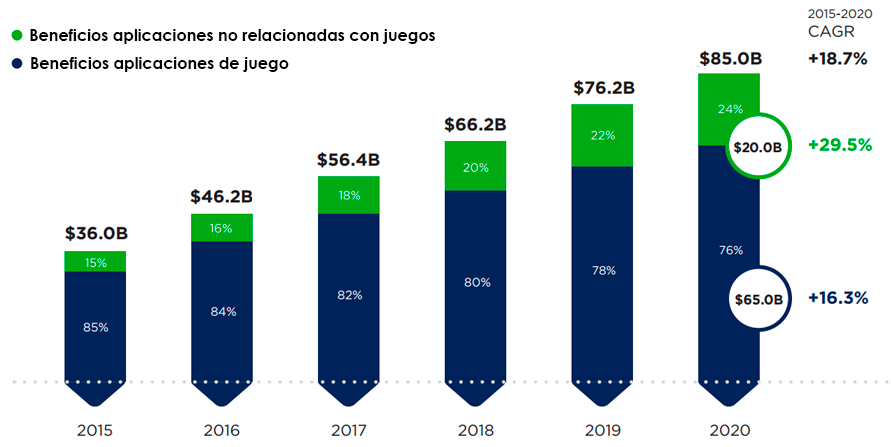 Beneficios aplicaciones no relacionadas con juegos
Beneficios aplicaciones de juego
2015-2020
CAGR
+18.7%
+29.5%
+16.3%
$36.0B
15%
85%
$46.2B
16%
84%
$56.4B
18%
82%
$66.2B
20%
80%
$76.2B
22%
78%
$85.0B
24%
$20.0B
76%
$65.0B
2015
2016
2017
2018
2019
2020